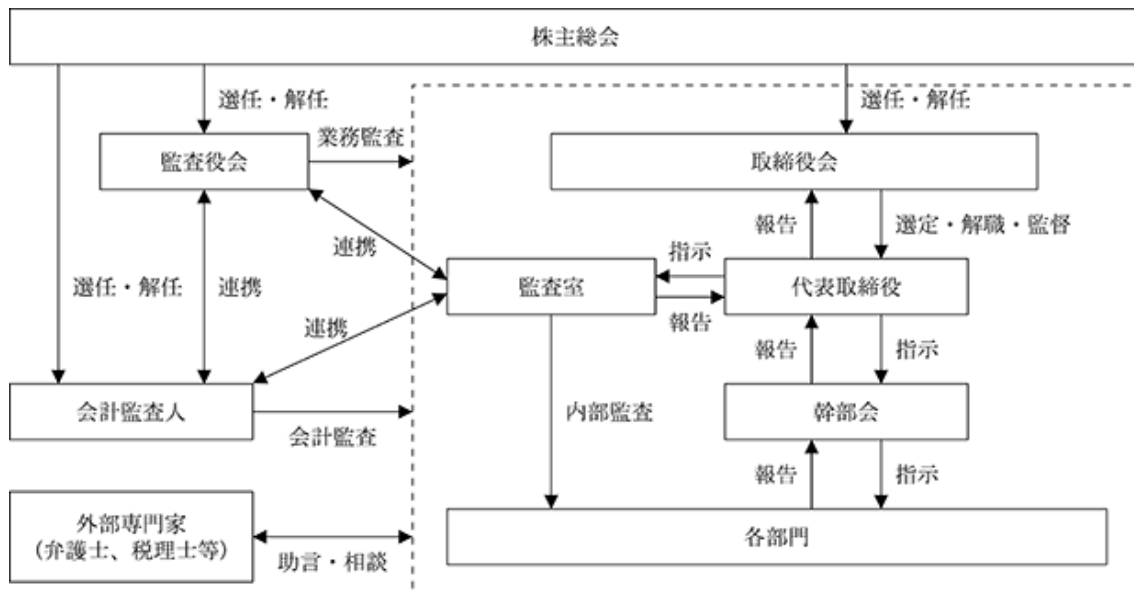 株主総会
選任・解任
選任・解任
監査役会
業務監査
取締役会
報告
選定・解職・監督
連携
指示
監査室
代表取締役
選任・解任
連携
連携
報告
報告
指示
会計監査人
会計監査
内部監査
幹部会
報告
指示
外部専門家
（弁護士、税理士等）
助言・相談
各部門